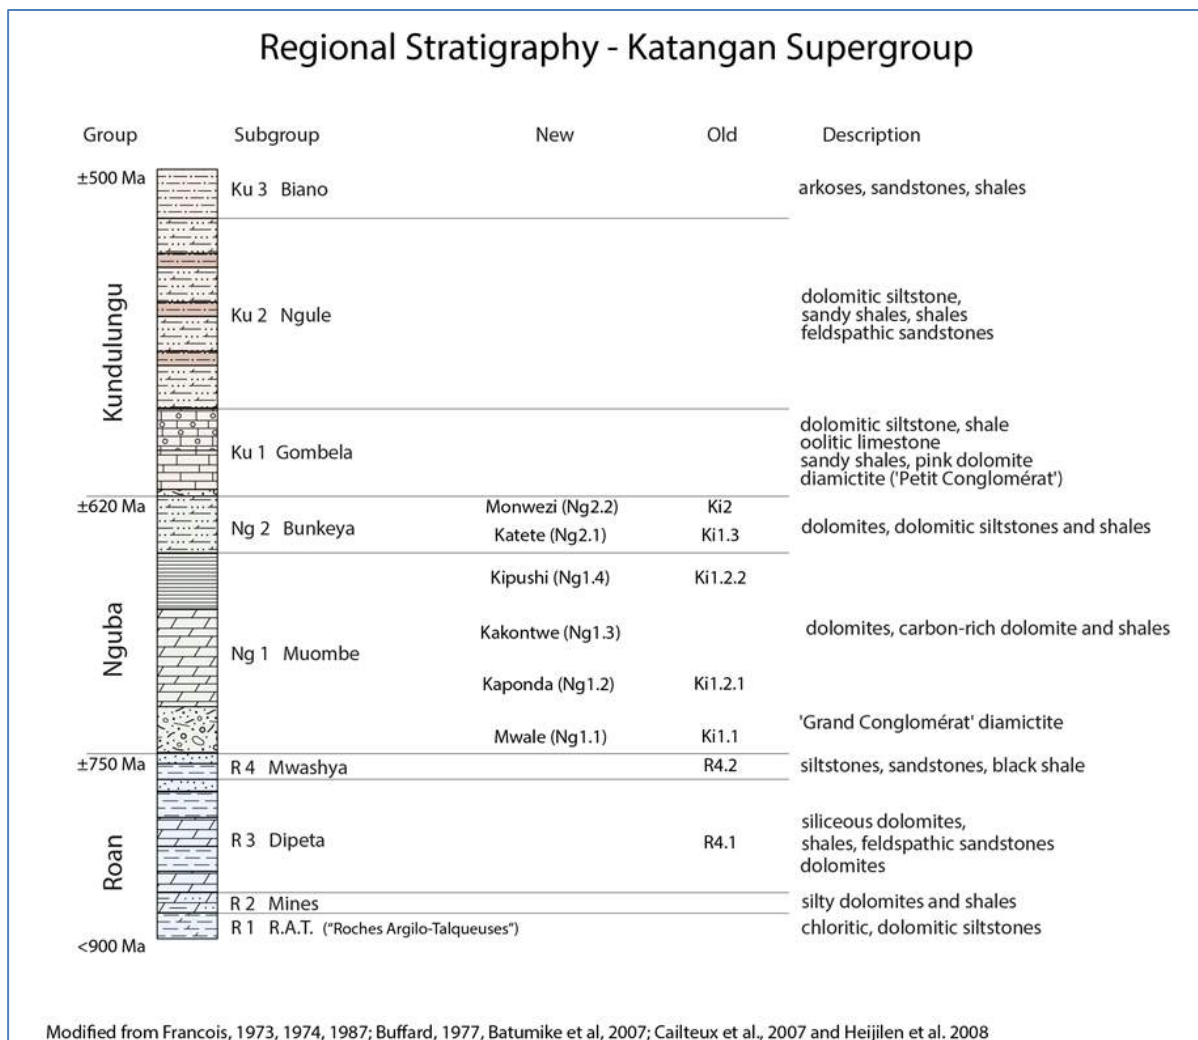 Regional Stratigraphy - Katangan Supergroup
Group Subgroup New Old Description
±500 Ma
Ku 3 Biano arkoses, sandstones, shales
Kundulungu
Ku 2 Ngule
dolomitic siltstone,
sandy shales, shales
feldspathic sandstones
Ku 1 Gombela
dolomitic siltstone, shale
oolitic limestone
sandy shales, pink dolomite
diamictite ('Petit Conglomérat')
±620 Ma
Nguba
Monwezi (Ng2.2) Ki2
Ng 2 Bunkeya
Katete (Ng2.1) Ki1.3
dolomites, dolomitic siltstones and shales
Kipushi (Ng1.4) Ki1.2.2
Ng 1 Muombe
Kakontwe (Ng1.3)
dolomites, carbon-rich dolomite and shales
Kaponda (Ng1.2) Ki1.2.1
'Grand Conglomérat' diamictite
Mwale (Ng1.1) Ki1.1
±750 Ma
R 4 Mwashya R4.2 siltstones, sandstones, black shale
Roan
R 3 Dipeta R4.1
siliceous dolomites,
shales, feldspathic sandstones
dolomites
R 2 Mines silty dolomites and shales
R 1 R.A.T. ("Roches Argilo-Talqueuses") chloritic, dolomitic siltstones
<900 Ma
Modified from Francois, 1973, 1974, 1987; Buffard, 1977, Batumike et al, 2007; Cailteux et al., 2007 and Heijilen et al. 2008